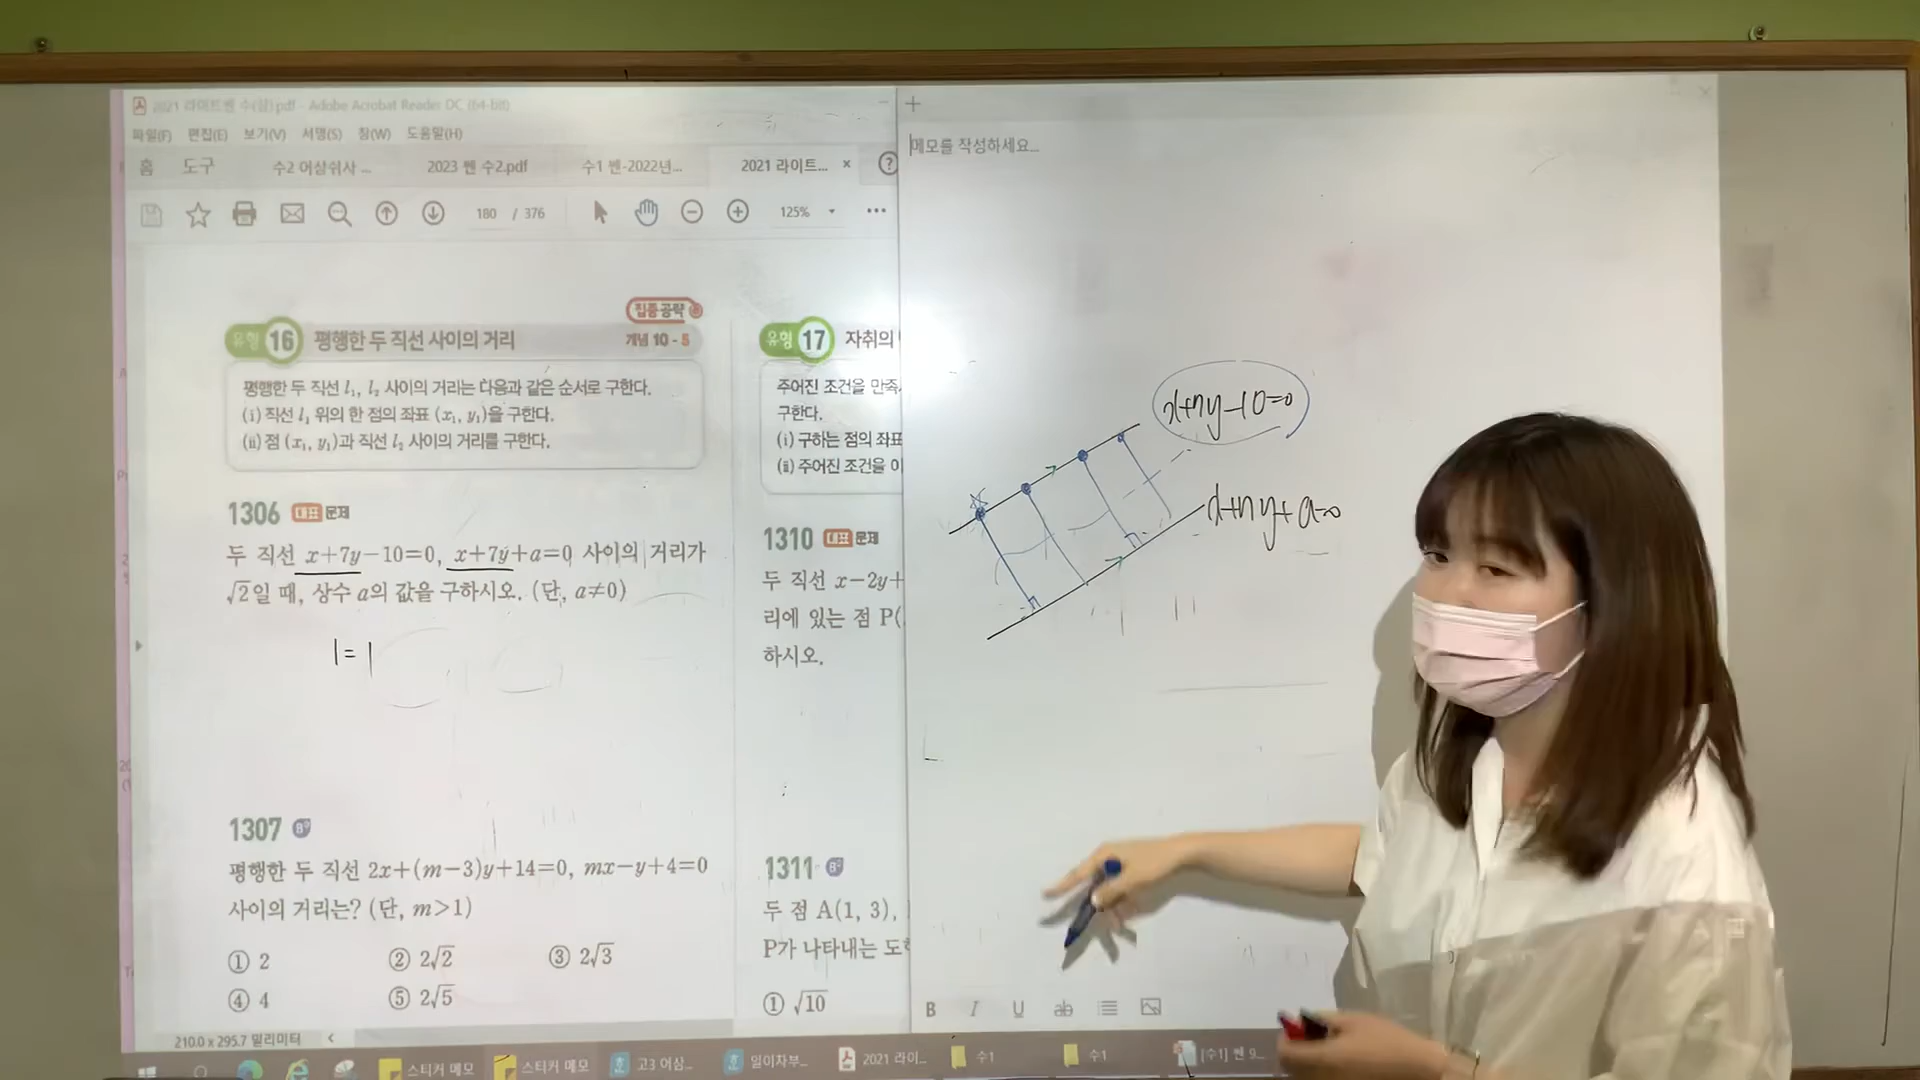 2021 라이트쎈 수(상).pdf - Adobe Acrobat Reader DC (64-bit)
파일(F) 편집(E) 보기(V) 서명(S) 창(W) 도움말(H)
홈 도구 수2 어삼쉬사 ... 2023 쎈 수2.pdf 수1 쎈-2022년... 2021 라이트... ×
180 / 376 125%
메모를 작성하세요...
집중공략
유형 16 평행한 두 직선 사이의 거리 개념 10 - 5
평행한 두 직선 l₁, l₂ 사이의 거리는 다음과 같은 순서로 구한다.
(i) 직선 l₁ 위의 한 점의 좌표 (x₁, y₁)을 구한다.
(ii) 점 (x₁, y₁)과 직선 l₂ 사이의 거리를 구한다.
1306 대표 문제
두 직선 x+7y-10=0, x+7y+a=0 사이의 거리가
√2일 때, 상수 a의 값을 구하시오. (단, a≠0)
1=1
1307
평행한 두 직선 2x+(m-3)y+14=0, mx-y+4=0
사이의 거리는? (단, m>1)
① 2 ② 2√2 ③ 2√3
④ 4 ⑤ 2√5
유형 17 자취의
주어진 조건을 만족
구한다.
(i) 구하는 점의 좌표
(ii) 주어진 조건을 이
1310 대표 문제
두 직선 x-2y+
리에 있는 점 P(
하시오.
1311
두 점 A(1, 3),
P가 나타내는 도
① √10
x+7y-10=0
x+7y+a=0
B I U ab
210.0 x 295.7 밀리미터
스티커 메모 스티커 메모 고3 어삼... 일이차부... 2021 라이... 수1 수1 [수1] 쎈 9...